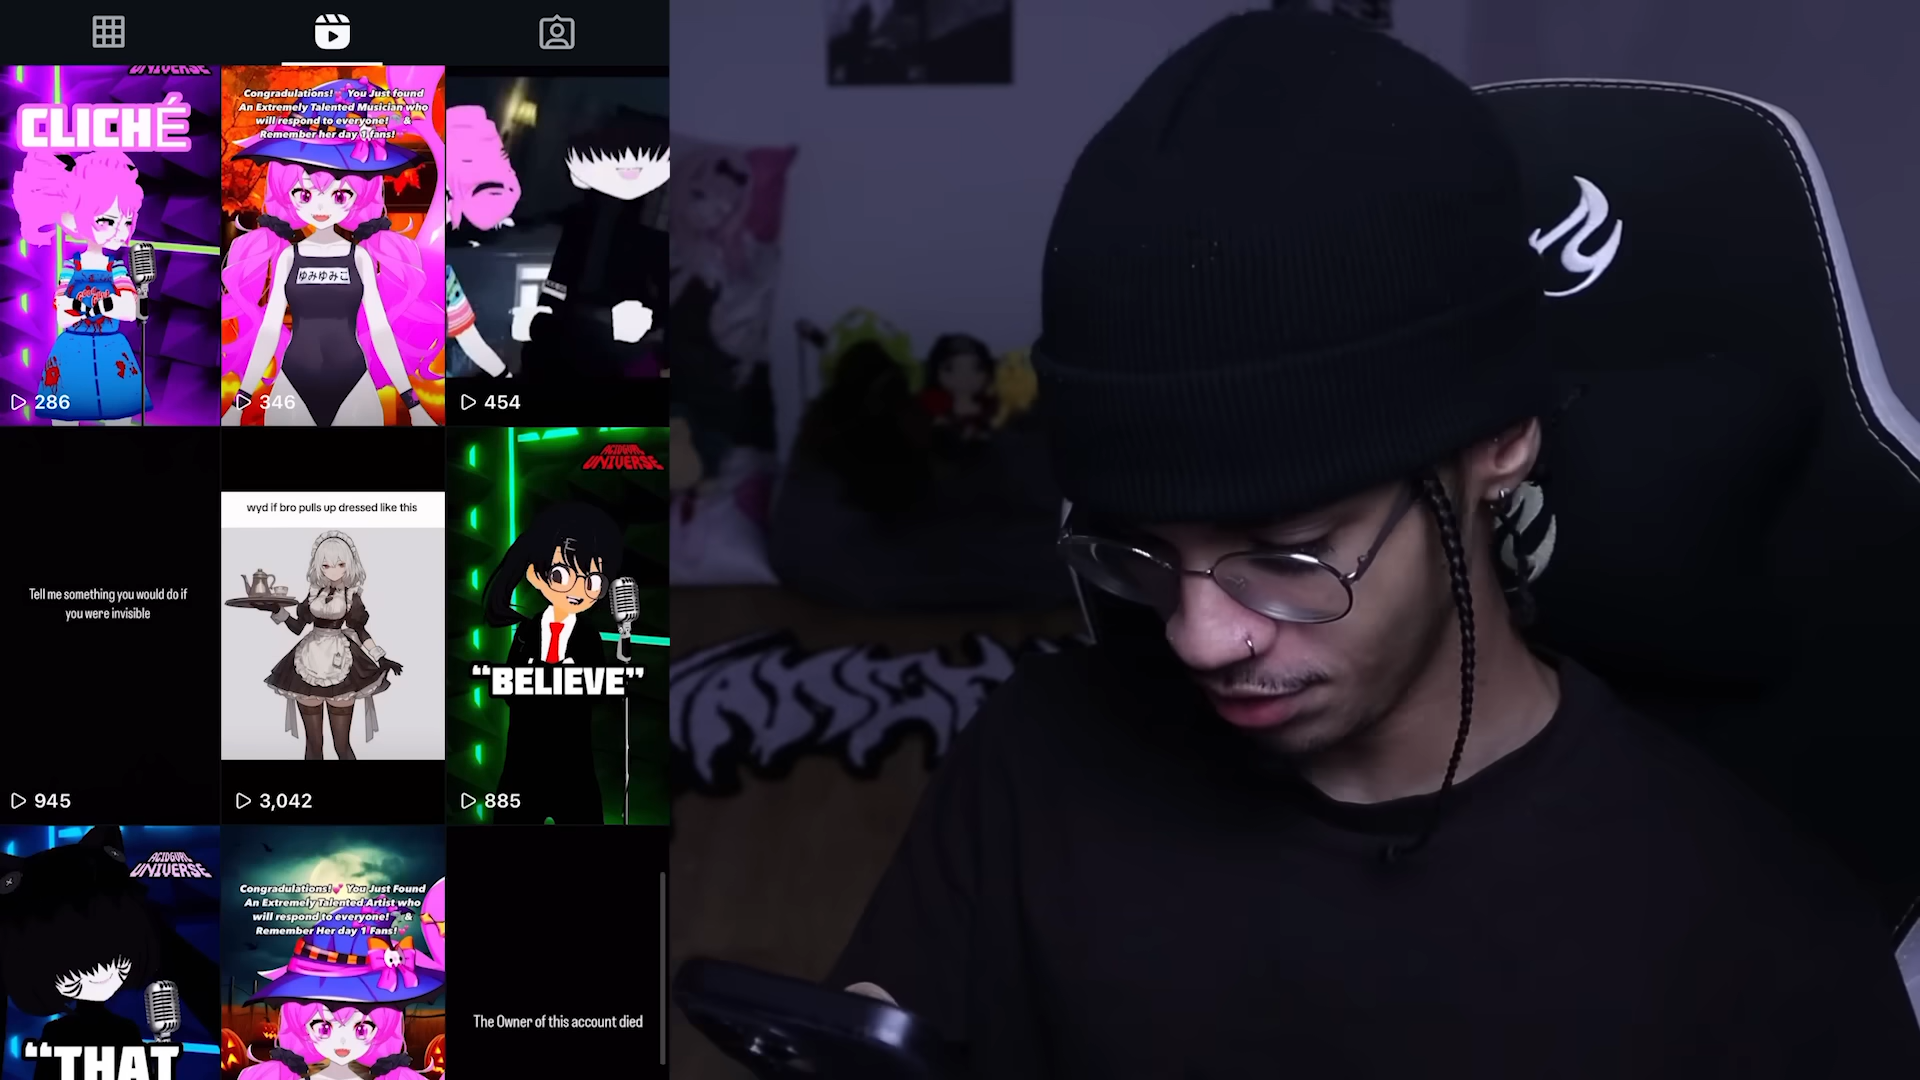 UNIVERSE
CLICHÉ
286
Congradulations!💕 You Just found
An Extremely Talented Musician who
will respond to everyone! &
Remember her day 1 fans!
ゆみゆみこ
346
454
Tell me something you would do if
you were invisible
945
wyd if bro pulls up dressed like this
3,042
ACIDGVRL
UNIVERSE
“BELIEVE”
885
ACIDGVRL
UNIVERSE
“THAT
Congradulations!💕 You Just Found
An Extremely Talented Artist who
will respond to everyone! &
Remember Her day 1 Fans!💕
The Owner of this account died